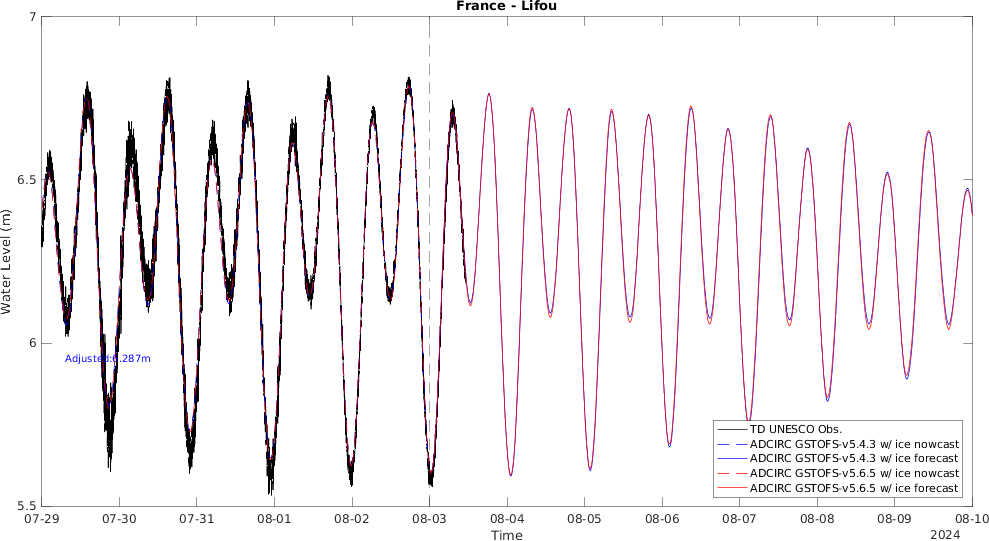 France - Lifou
7
6.5
6
5.5
Water Level (m)
Adjusted:6.287m
TD UNESCO Obs.
ADCIRC GSTOFS-v5.4.3 w/ ice nowcast
ADCIRC GSTOFS-v5.4.3 w/ ice forecast
ADCIRC GSTOFS-v5.6.5 w/ ice nowcast
ADCIRC GSTOFS-v5.6.5 w/ ice forecast
07-29 07-30 07-31 08-01 08-02 08-03 08-04 08-05 08-06 08-07 08-08 08-09 08-10
Time 2024